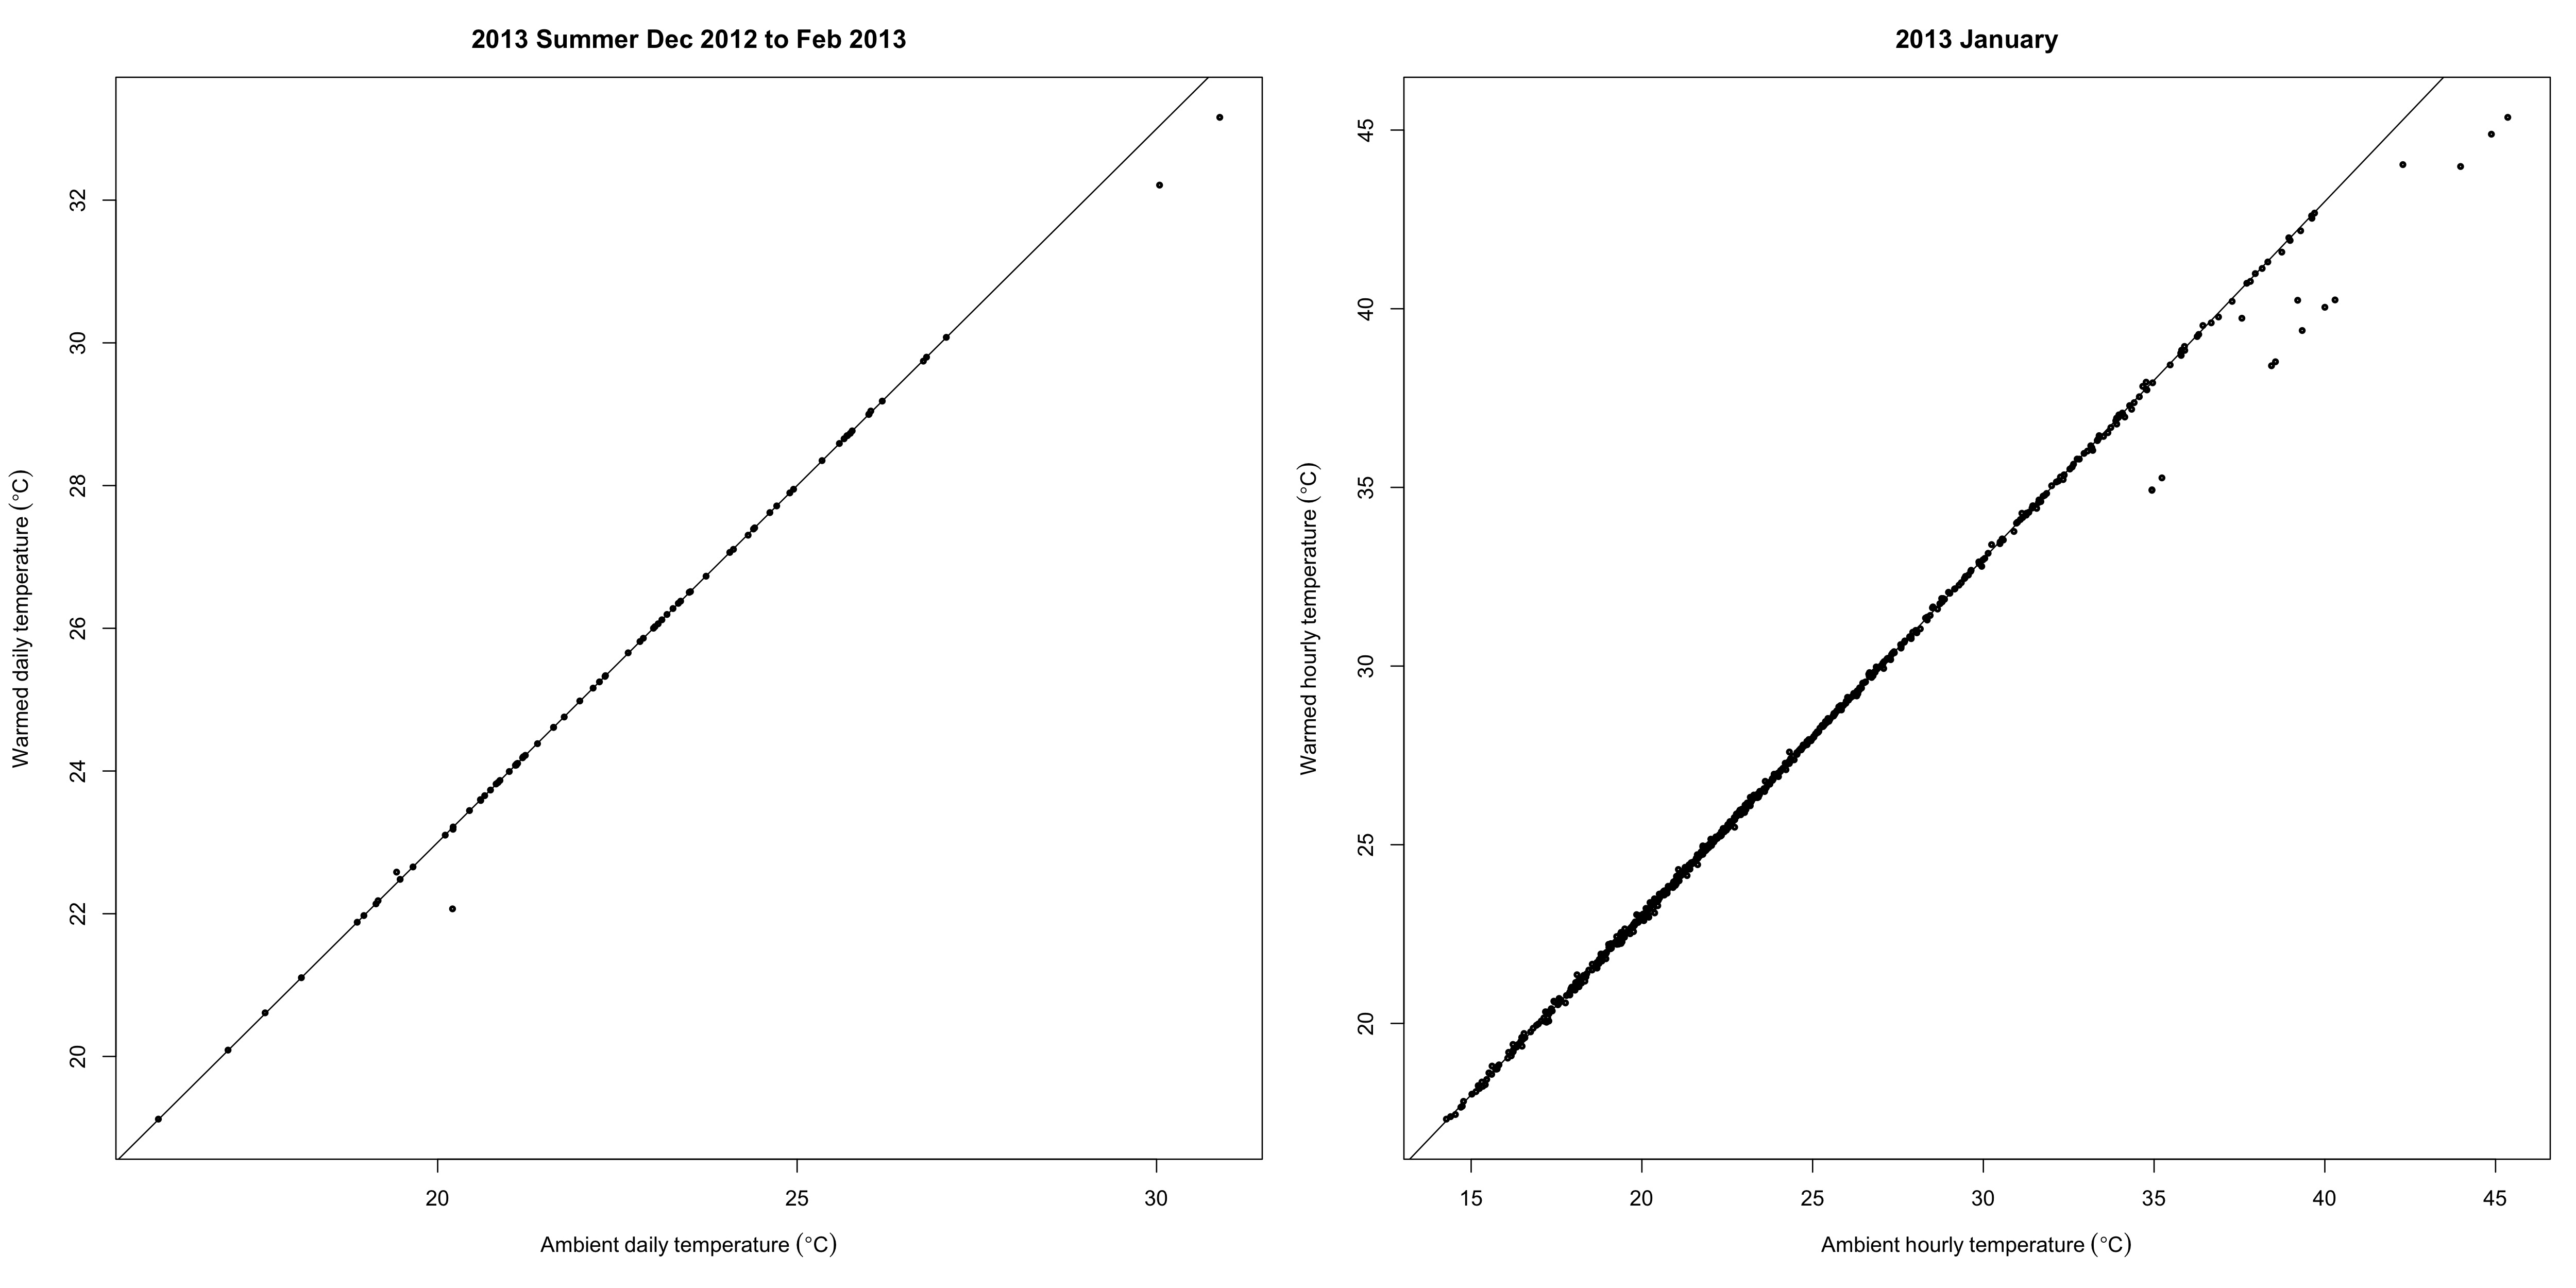 2013 Summer Dec 2012 to Feb 2013
Warmed daily temperature (°C)
32
30
28
26
24
22
20
20 25 30
Ambient daily temperature (°C)
2013 January
Warmed hourly temperature (°C)
45
40
35
30
25
20
15 20 25 30 35 40 45
Ambient hourly temperature (°C)